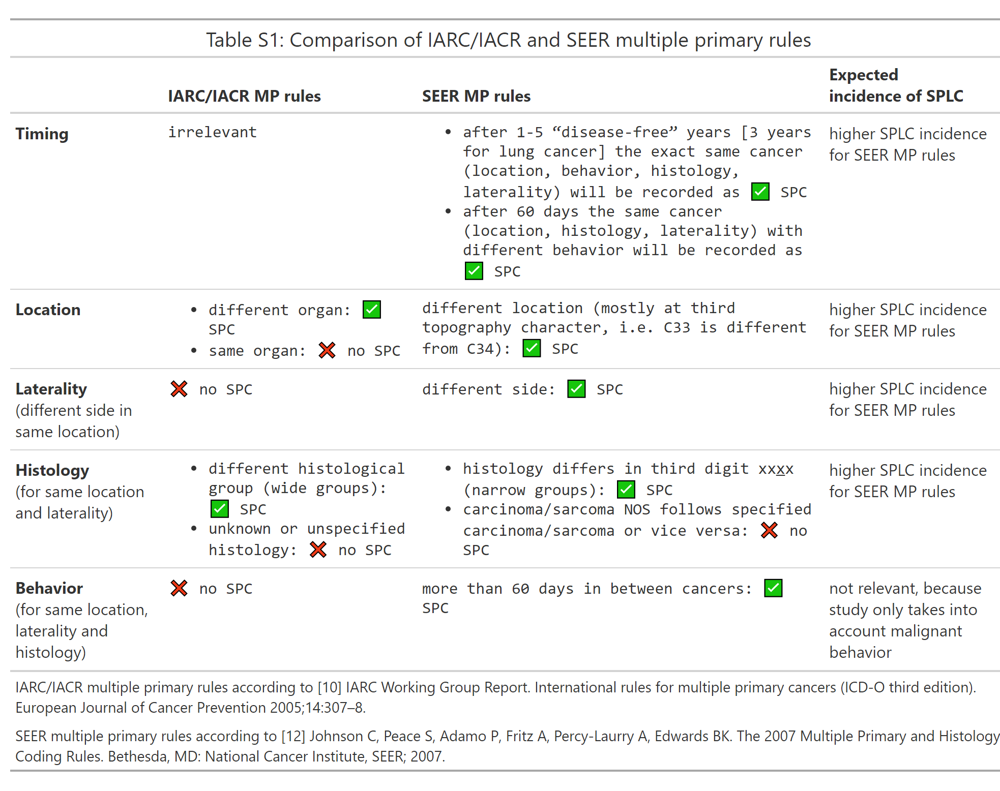 Table S1: Comparison of IARC/IACR and SEER multiple primary rules
IARC/IACR MP rules
SEER MP rules
Expected
incidence of SPLC
Timing
irrelevant
• after 1-5 “disease-free” years [3 years
for lung cancer] the exact same cancer
(location, behavior, histology,
laterality) will be recorded as ✅ SPC
• after 60 days the same cancer
(location, histology, laterality) with
different behavior will be recorded as
✅ SPC
higher SPLC incidence
for SEER MP rules
Location
• different organ: ✅
SPC
• same organ: ❌ no SPC
different location (mostly at third
topography character, i.e. C33 is different
from C34): ✅ SPC
higher SPLC incidence
for SEER MP rules
Laterality
(different side in
same location)
❌ no SPC
different side: ✅ SPC
higher SPLC incidence
for SEER MP rules
Histology
(for same location
and laterality)
• different histological
group (wide groups):
✅ SPC
• unknown or unspecified
histology: ❌ no SPC
• histology differs in third digit xxxx
(narrow groups): ✅ SPC
• carcinoma/sarcoma NOS follows specified
carcinoma/sarcoma or vice versa: ❌ no
SPC
higher SPLC incidence
for SEER MP rules
Behavior
(for same location,
laterality and
histology)
❌ no SPC
more than 60 days in between cancers: ✅
SPC
not relevant, because
study only takes into
account malignant
behavior
IARC/IACR multiple primary rules according to [10] IARC Working Group Report. International rules for multiple primary cancers (ICD-O third edition).
European Journal of Cancer Prevention 2005;14:307–8.
SEER multiple primary rules according to [12] Johnson C, Peace S, Adamo P, Fritz A, Percy-Laurry A, Edwards BK. The 2007 Multiple Primary and Histology
Coding Rules. Bethesda, MD: National Cancer Institute, SEER; 2007.